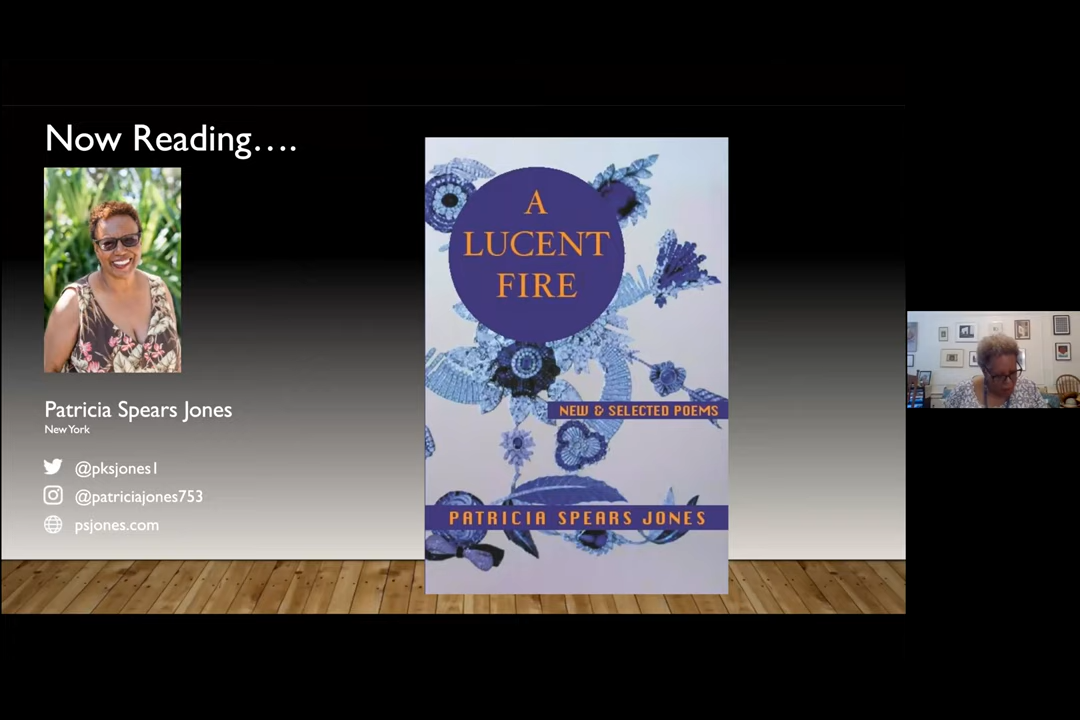 Now Reading....
Patricia Spears Jones
New York
@pksjones1
@patriciajones753
psjones.com
A
LUCENT
FIRE
NEW & SELECTED POEMS
PATRICIA SPEARS JONES